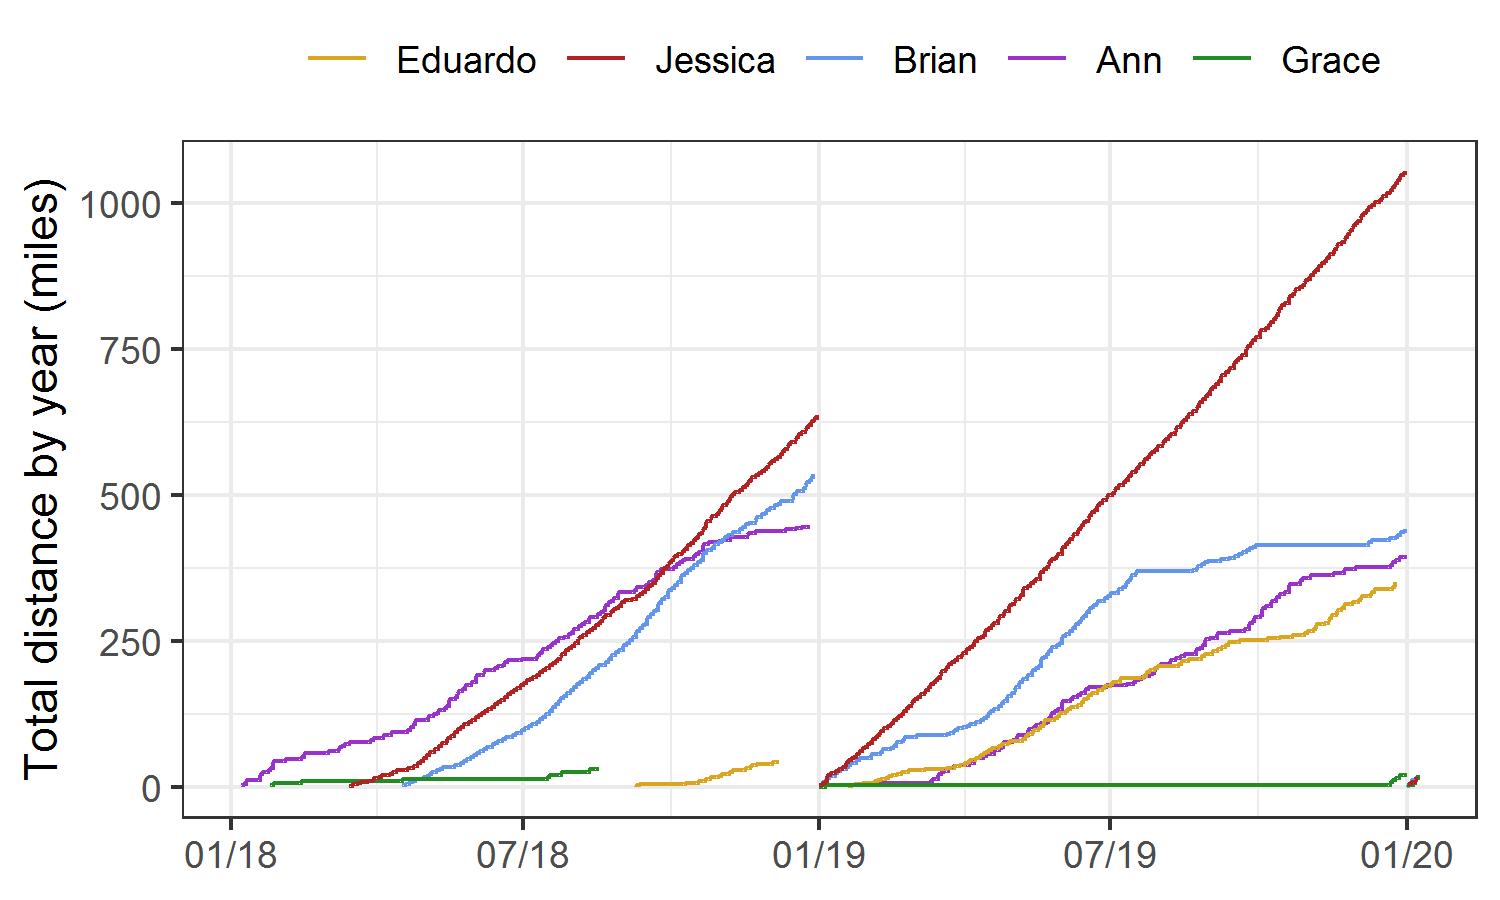 Eduardo Jessica Brian Ann Grace
Total distance by year (miles)
1000
750
500
250
0
01/18 07/18 01/19 07/19 01/20